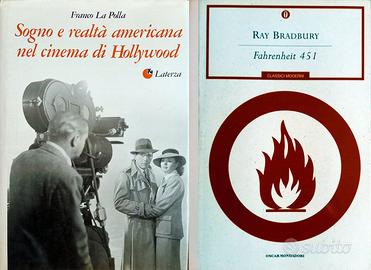 Franco La Polla
Sogno e realtà americana
nel cinema di Hollywood
Laterza
RAY BRADBURY
Fahrenheit 451
CLASSICI MODERNI
OSCAR MONDADORI
subito